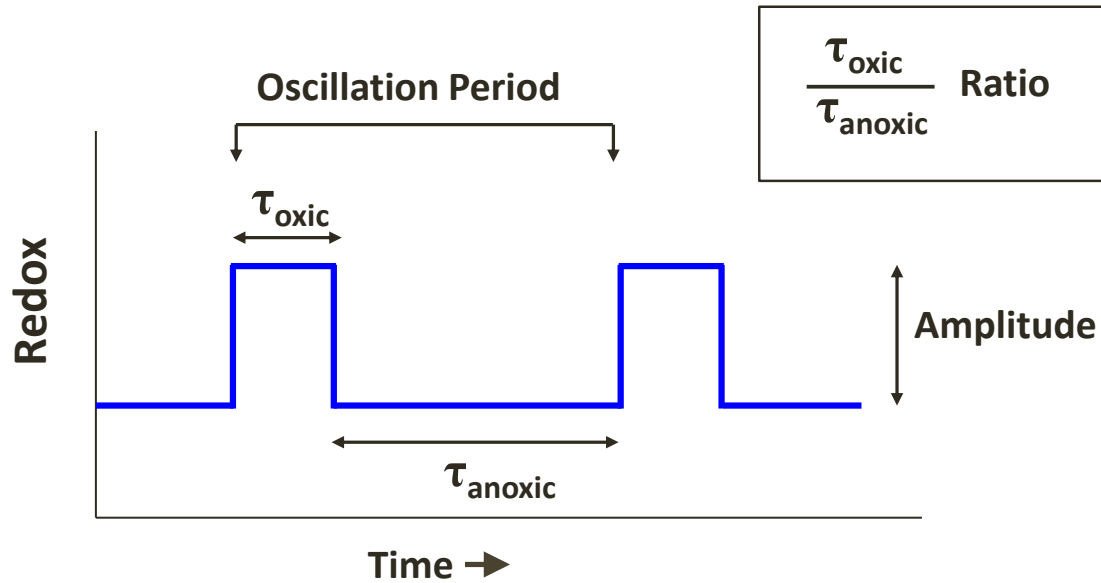 τoxic
τanoxic
Ratio
Oscillation Period
τoxic
Redox
Amplitude
τanoxic
Time